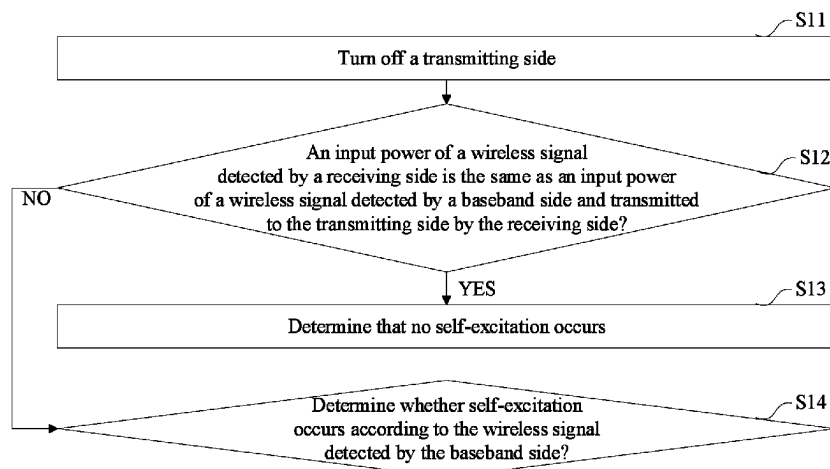 S11
Turn off a transmitting side
S12
An input power of a wireless signal
detected by a receiving side is the same as an input power
of a wireless signal detected by a baseband side and transmitted
to the transmitting side by the receiving side?
NO
YES
S13
Determine that no self-excitation occurs
S14
Determine whether self-excitation
occurs according to the wireless signal
detected by the baseband side?